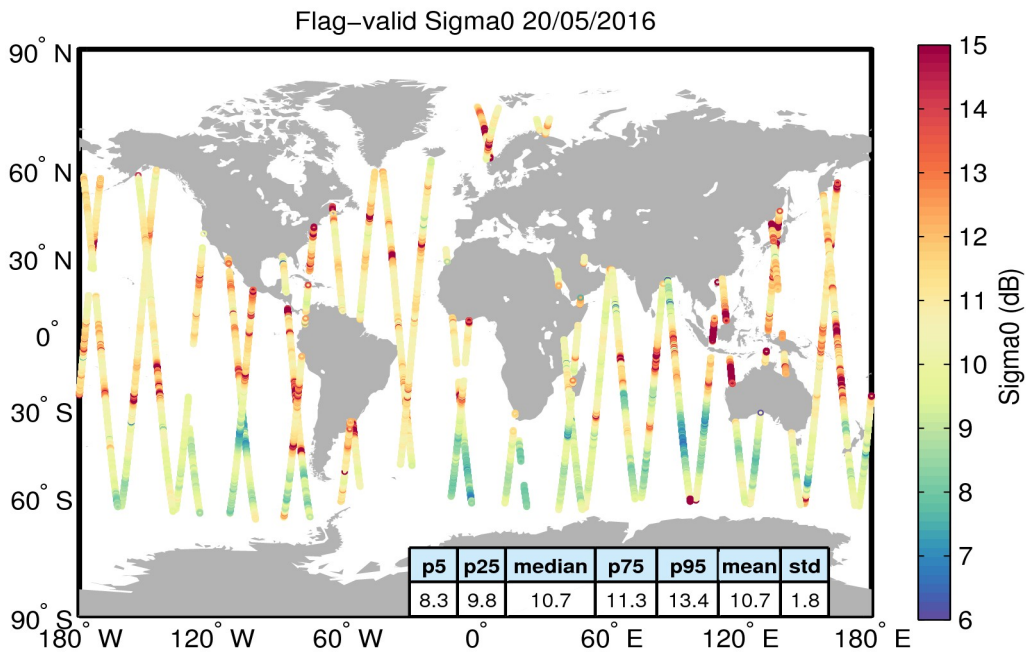 Flag−valid Sigma0 20/05/2016
90° N
60° N
30° N
0°
30° S
60° S
90° S
180° W
120° W
60° W
0°
60° E
120° E
180° E
p5 p25 median p75 p95 mean std
8.3 9.8 10.7 11.3 13.4 10.7 1.8
15
14
13
12
11
10
9
8
7
6
Sigma0 (dB)